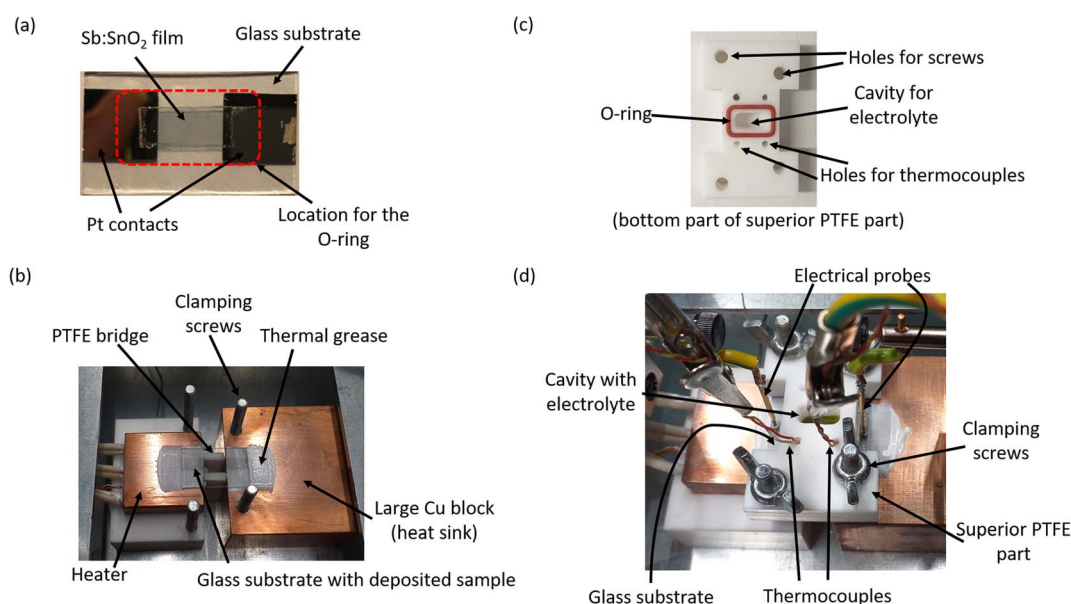 (a)
Sb:SnO2 film
Glass substrate
Pt contacts
Location for the
O-ring
(b)
Clamping
screws
PTFE bridge
Thermal grease
Large Cu block
(heat sink)
Heater
Glass substrate with deposited sample
(c)
Holes for screws
O-ring
Cavity for
electrolyte
Holes for thermocouples
(bottom part of superior PTFE part)
(d)
Electrical probes
Cavity with
electrolyte
Clamping
screws
Superior PTFE
part
Glass substrate
Thermocouples